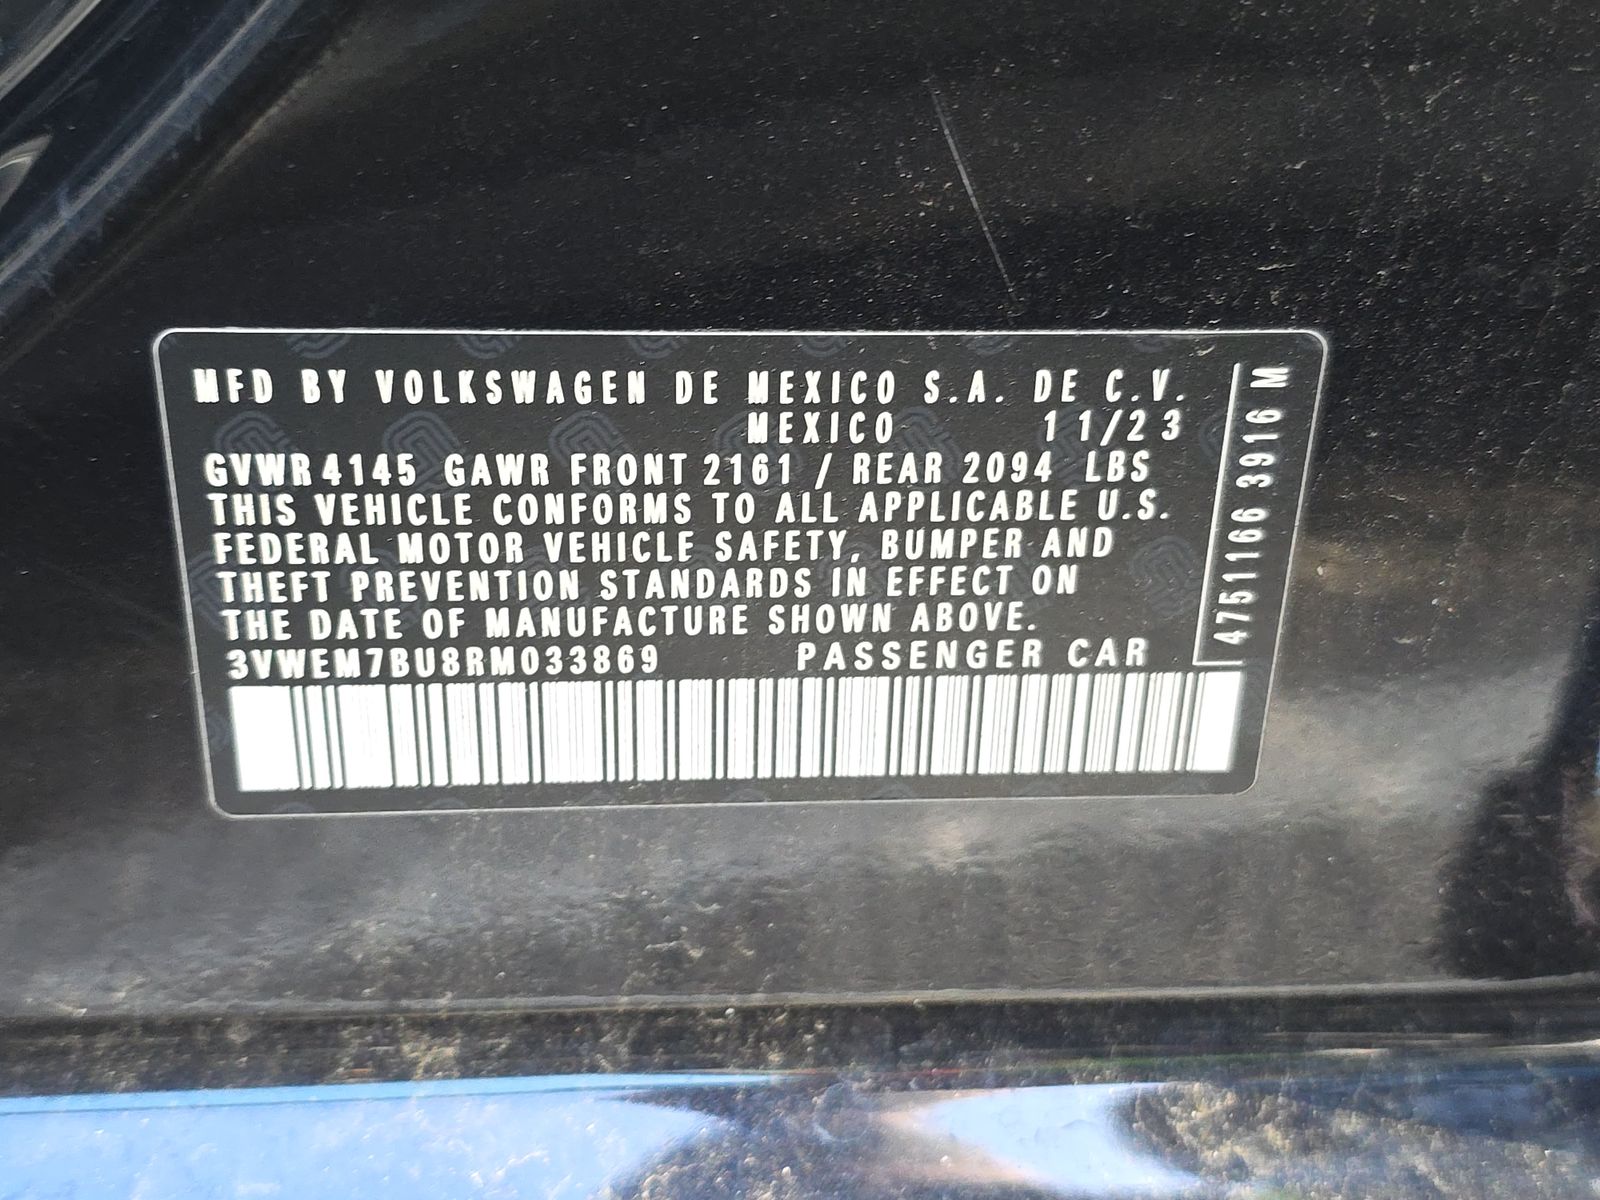 MFD BY VOLKSWAGEN DE MEXICO S.A. DE C.V.
MEXICO 11/23
GVWR 4145 GAWR FRONT 2161 / REAR 2094 LBS
THIS VEHICLE CONFORMS TO ALL APPLICABLE U.S.
FEDERAL MOTOR VEHICLE SAFETY, BUMPER AND
THEFT PREVENTION STANDARDS IN EFFECT ON
THE DATE OF MANUFACTURE SHOWN ABOVE.
3VWEM7BU8RM033869 PASSENGER CAR
4751166 3916 M